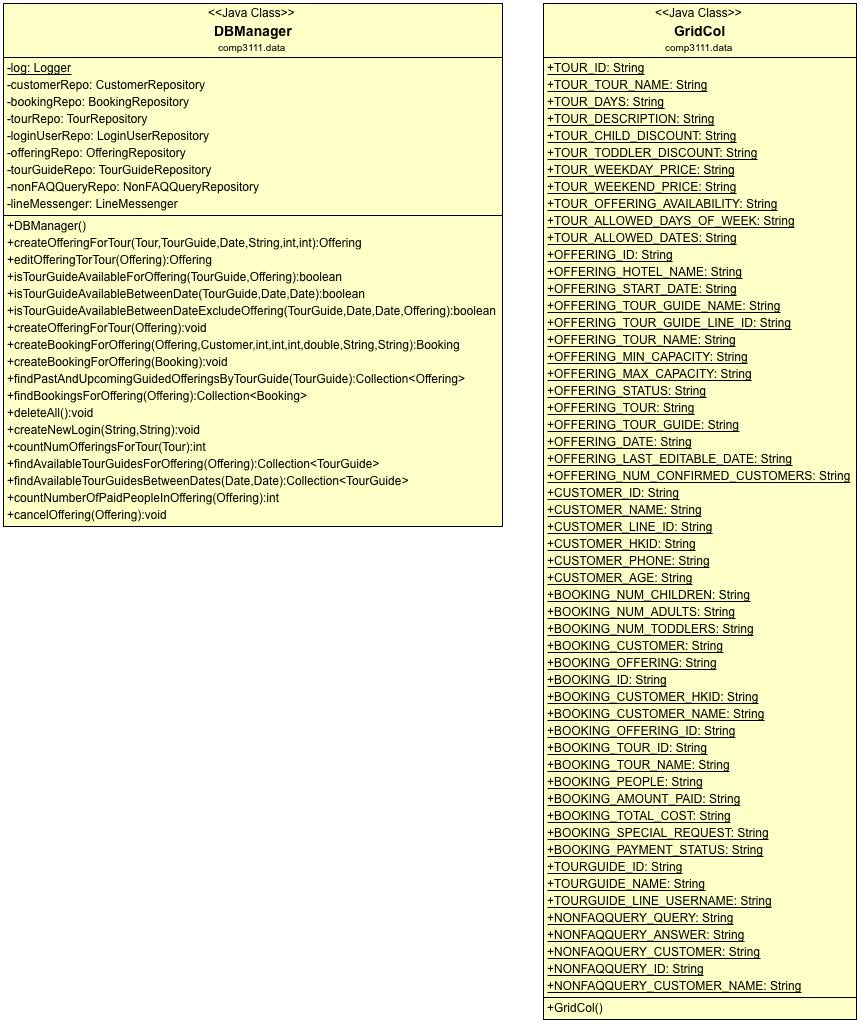 <<Java Class>>
DBManager
comp3111.data
-log: Logger
-customerRepo: CustomerRepository
-bookingRepo: BookingRepository
-tourRepo: TourRepository
-loginUserRepo: LoginUserRepository
-offeringRepo: OfferingRepository
-tourGuideRepo: TourGuideRepository
-nonFAQQueryRepo: NonFAQQueryRepository
-lineMessenger: LineMessenger
+DBManager()
+createOfferingForTour(Tour,TourGuide,Date,String,int,int):Offering
+editOfferingTorTour(Offering):Offering
+isTourGuideAvailableForOffering(TourGuide,Offering):boolean
+isTourGuideAvailableBetweenDate(TourGuide,Date,Date):boolean
+isTourGuideAvailableBetweenDateExcludeOffering(TourGuide,Date,Date,Offering):boolean
+createOfferingForTour(Offering):void
+createBookingForOffering(Offering,Customer,int,int,int,double,String,String):Booking
+createBookingForOffering(Booking):void
+findPastAndUpcomingGuidedOfferingsByTourGuide(TourGuide):Collection<Offering>
+findBookingsForOffering(Offering):Collection<Booking>
+deleteAll():void
+createNewLogin(String,String):void
+countNumOfferingsForTour(Tour):int
+findAvailableTourGuidesForOffering(Offering):Collection<TourGuide>
+findAvailableTourGuidesBetweenDates(Date,Date):Collection<TourGuide>
+countNumberOfPaidPeopleInOffering(Offering):int
+cancelOffering(Offering):void
<<Java Class>>
GridCol
comp3111.data
+TOUR_ID: String
+TOUR_TOUR_NAME: String
+TOUR_DAYS: String
+TOUR_DESCRIPTION: String
+TOUR_CHILD_DISCOUNT: String
+TOUR_TODDLER_DISCOUNT: String
+TOUR_WEEKDAY_PRICE: String
+TOUR_WEEKEND_PRICE: String
+TOUR_OFFERING_AVAILABILITY: String
+TOUR_ALLOWED_DAYS_OF_WEEK: String
+TOUR_ALLOWED_DATES: String
+OFFERING_ID: String
+OFFERING_HOTEL_NAME: String
+OFFERING_START_DATE: String
+OFFERING_TOUR_GUIDE_NAME: String
+OFFERING_TOUR_GUIDE_LINE_ID: String
+OFFERING_TOUR_NAME: String
+OFFERING_MIN_CAPACITY: String
+OFFERING_MAX_CAPACITY: String
+OFFERING_STATUS: String
+OFFERING_TOUR: String
+OFFERING_TOUR_GUIDE: String
+OFFERING_DATE: String
+OFFERING_LAST_EDITABLE_DATE: String
+OFFERING_NUM_CONFIRMED_CUSTOMERS: String
+CUSTOMER_ID: String
+CUSTOMER_NAME: String
+CUSTOMER_LINE_ID: String
+CUSTOMER_HKID: String
+CUSTOMER_PHONE: String
+CUSTOMER_AGE: String
+BOOKING_NUM_CHILDREN: String
+BOOKING_NUM_ADULTS: String
+BOOKING_NUM_TODDLERS: String
+BOOKING_CUSTOMER: String
+BOOKING_OFFERING: String
+BOOKING_ID: String
+BOOKING_CUSTOMER_HKID: String
+BOOKING_CUSTOMER_NAME: String
+BOOKING_OFFERING_ID: String
+BOOKING_TOUR_ID: String
+BOOKING_TOUR_NAME: String
+BOOKING_PEOPLE: String
+BOOKING_AMOUNT_PAID: String
+BOOKING_TOTAL_COST: String
+BOOKING_SPECIAL_REQUEST: String
+BOOKING_PAYMENT_STATUS: String
+TOURGUIDE_ID: String
+TOURGUIDE_NAME: String
+TOURGUIDE_LINE_USERNAME: String
+NONFAQQUERY_QUERY: String
+NONFAQQUERY_ANSWER: String
+NONFAQQUERY_CUSTOMER: String
+NONFAQQUERY_ID: String
+NONFAQQUERY_CUSTOMER_NAME: String
+GridCol()